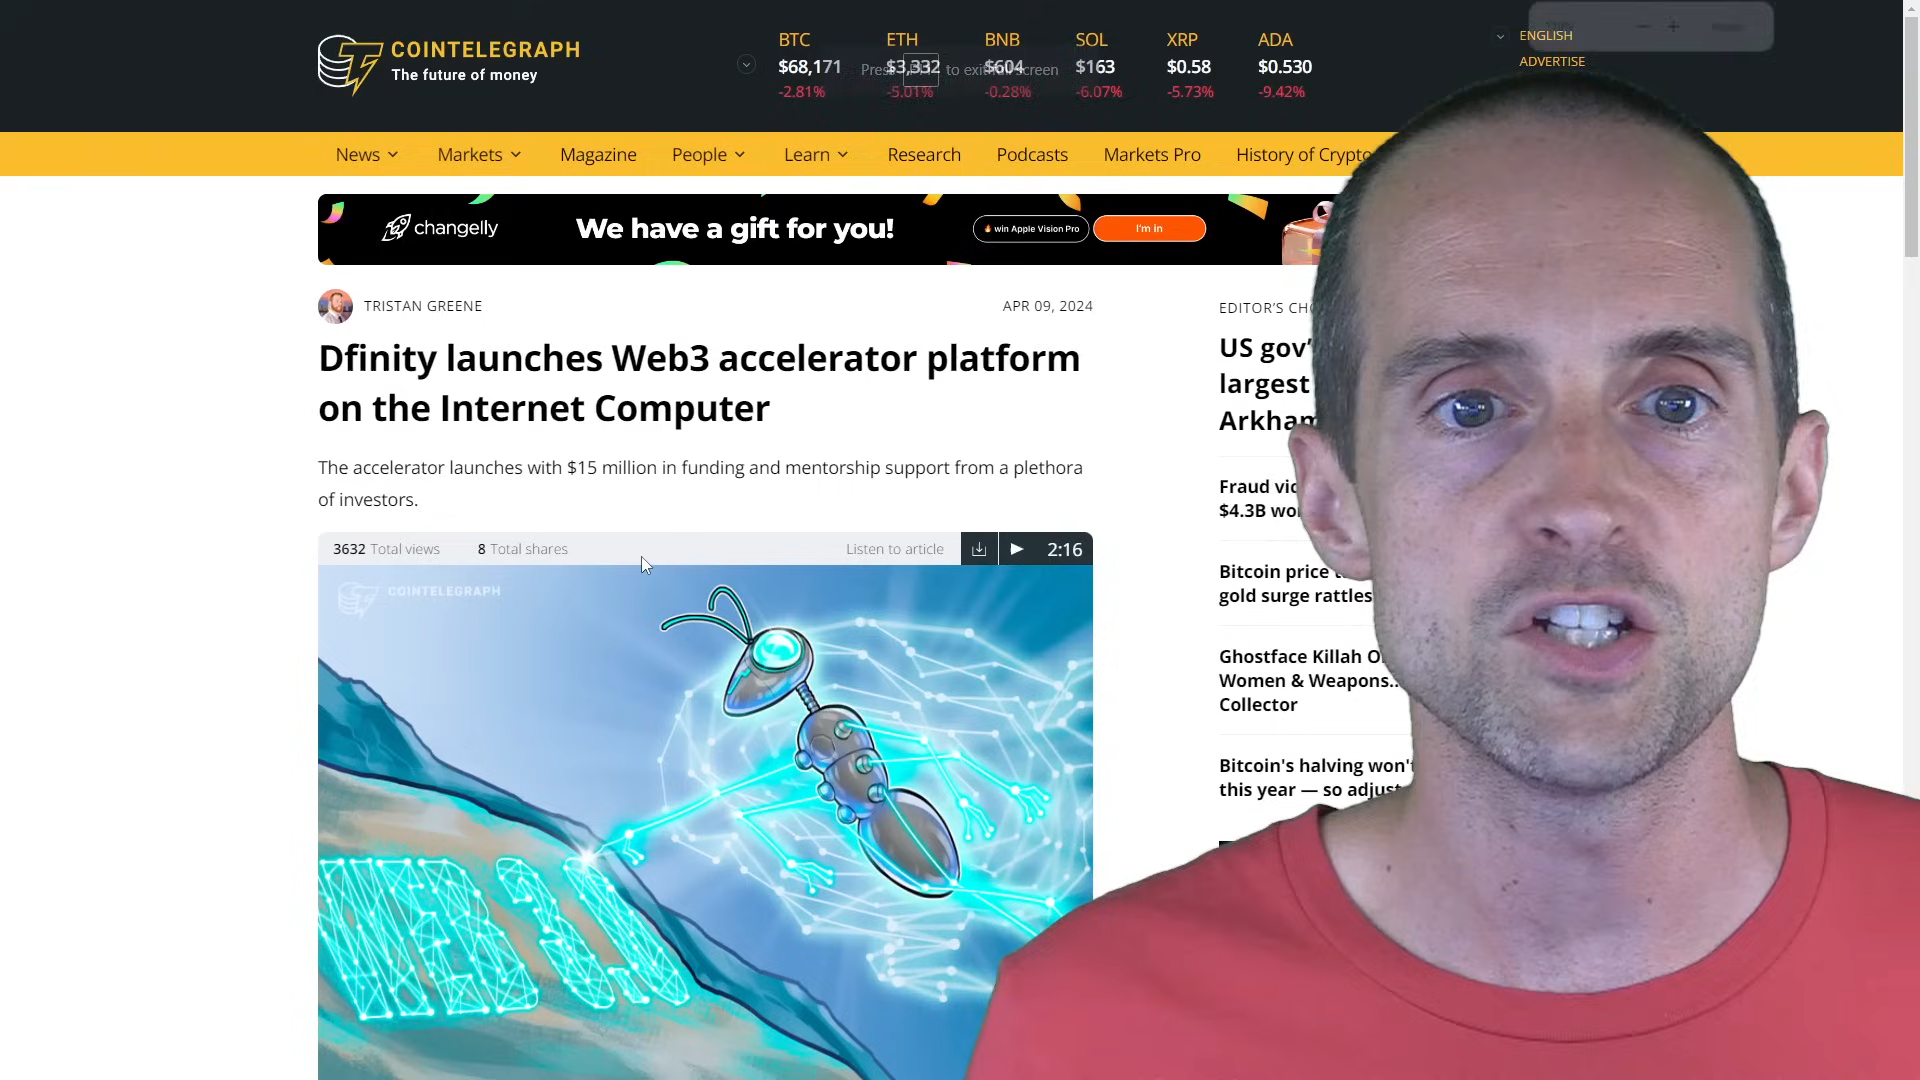 COINTELEGRAPH
The future of money
BTC ETH BNB SOL XRP ADA
$68,171 $3,332 $604 $163 $0.58 $0.530
-2.81% -5.01% -0.28% -6.07% -5.73% -9.42%
Press to exit full screen
ENGLISH
ADVERTISE
News Markets Magazine People Learn Research Podcasts Markets Pro History of Crypto
changelly
We have a gift for you!
win Apple Vision Pro
I'm in
TRISTAN GREENE
APR 09, 2024
Dfinity launches Web3 accelerator platform
on the Internet Computer
The accelerator launches with $15 million in funding and mentorship support from a plethora
of investors.
3632 Total views 8 Total shares
Listen to article 2:16
COINTELEGRAPH
EDITOR'S
US gov'
largest
Arkham
Fraud
$4.3B
Bitcoin price
gold surge rattles
Ghostface Killah
Women & Weapons..
Collector
Bitcoin's halving won't
this year — so adjust